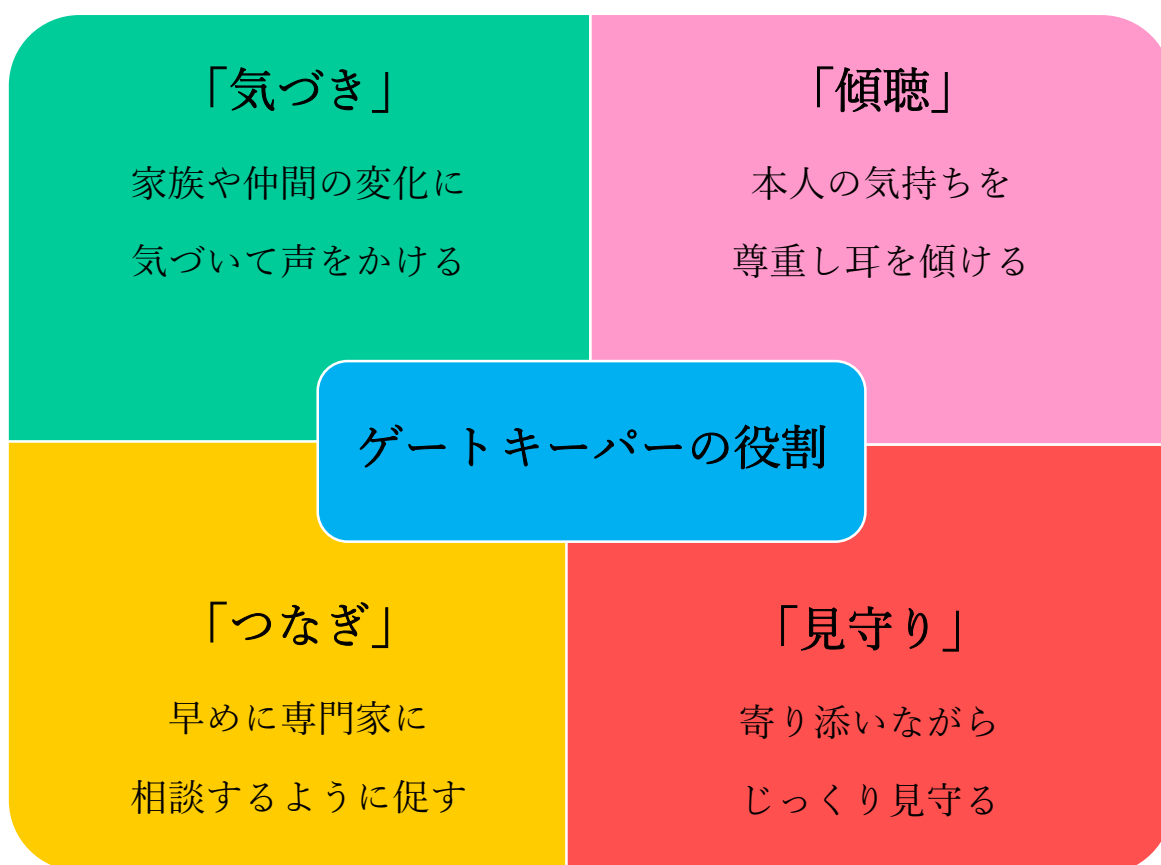 「気づき」
家族や仲間の変化に
気づいて声をかける
「傾聴」
本人の気持ちを
尊重し耳を傾ける
ゲートキーパーの役割
「つなぎ」
早めに専門家に
相談するように促す
「見守り」
寄り添いながら
じっくり見守る